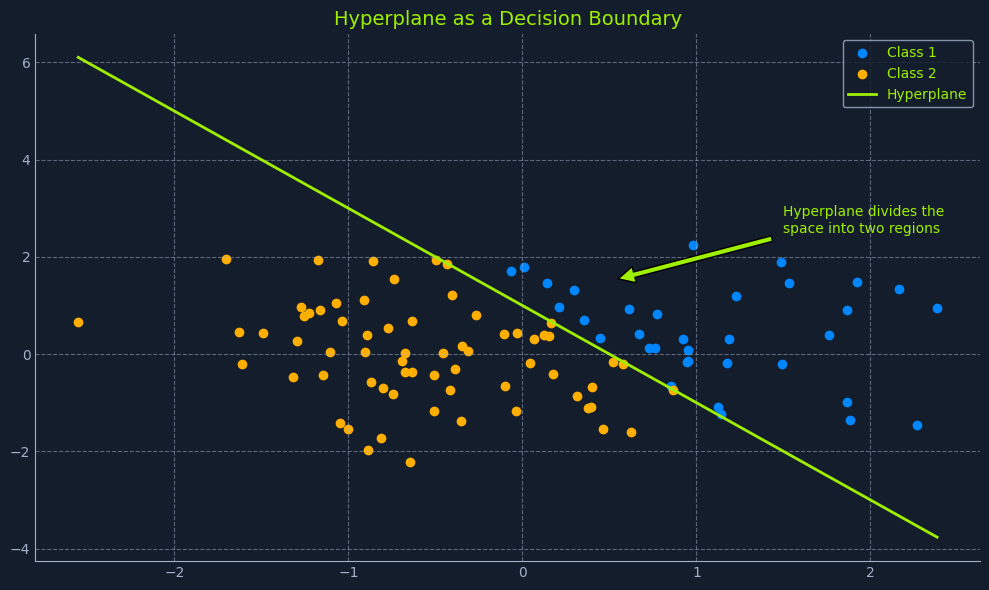 Hyperplane as a Decision Boundary
Class 1
Class 2
Hyperplane
Hyperplane divides the
space into two regions
6
4
2
0
−2
−4
−2
−1
0
1
2